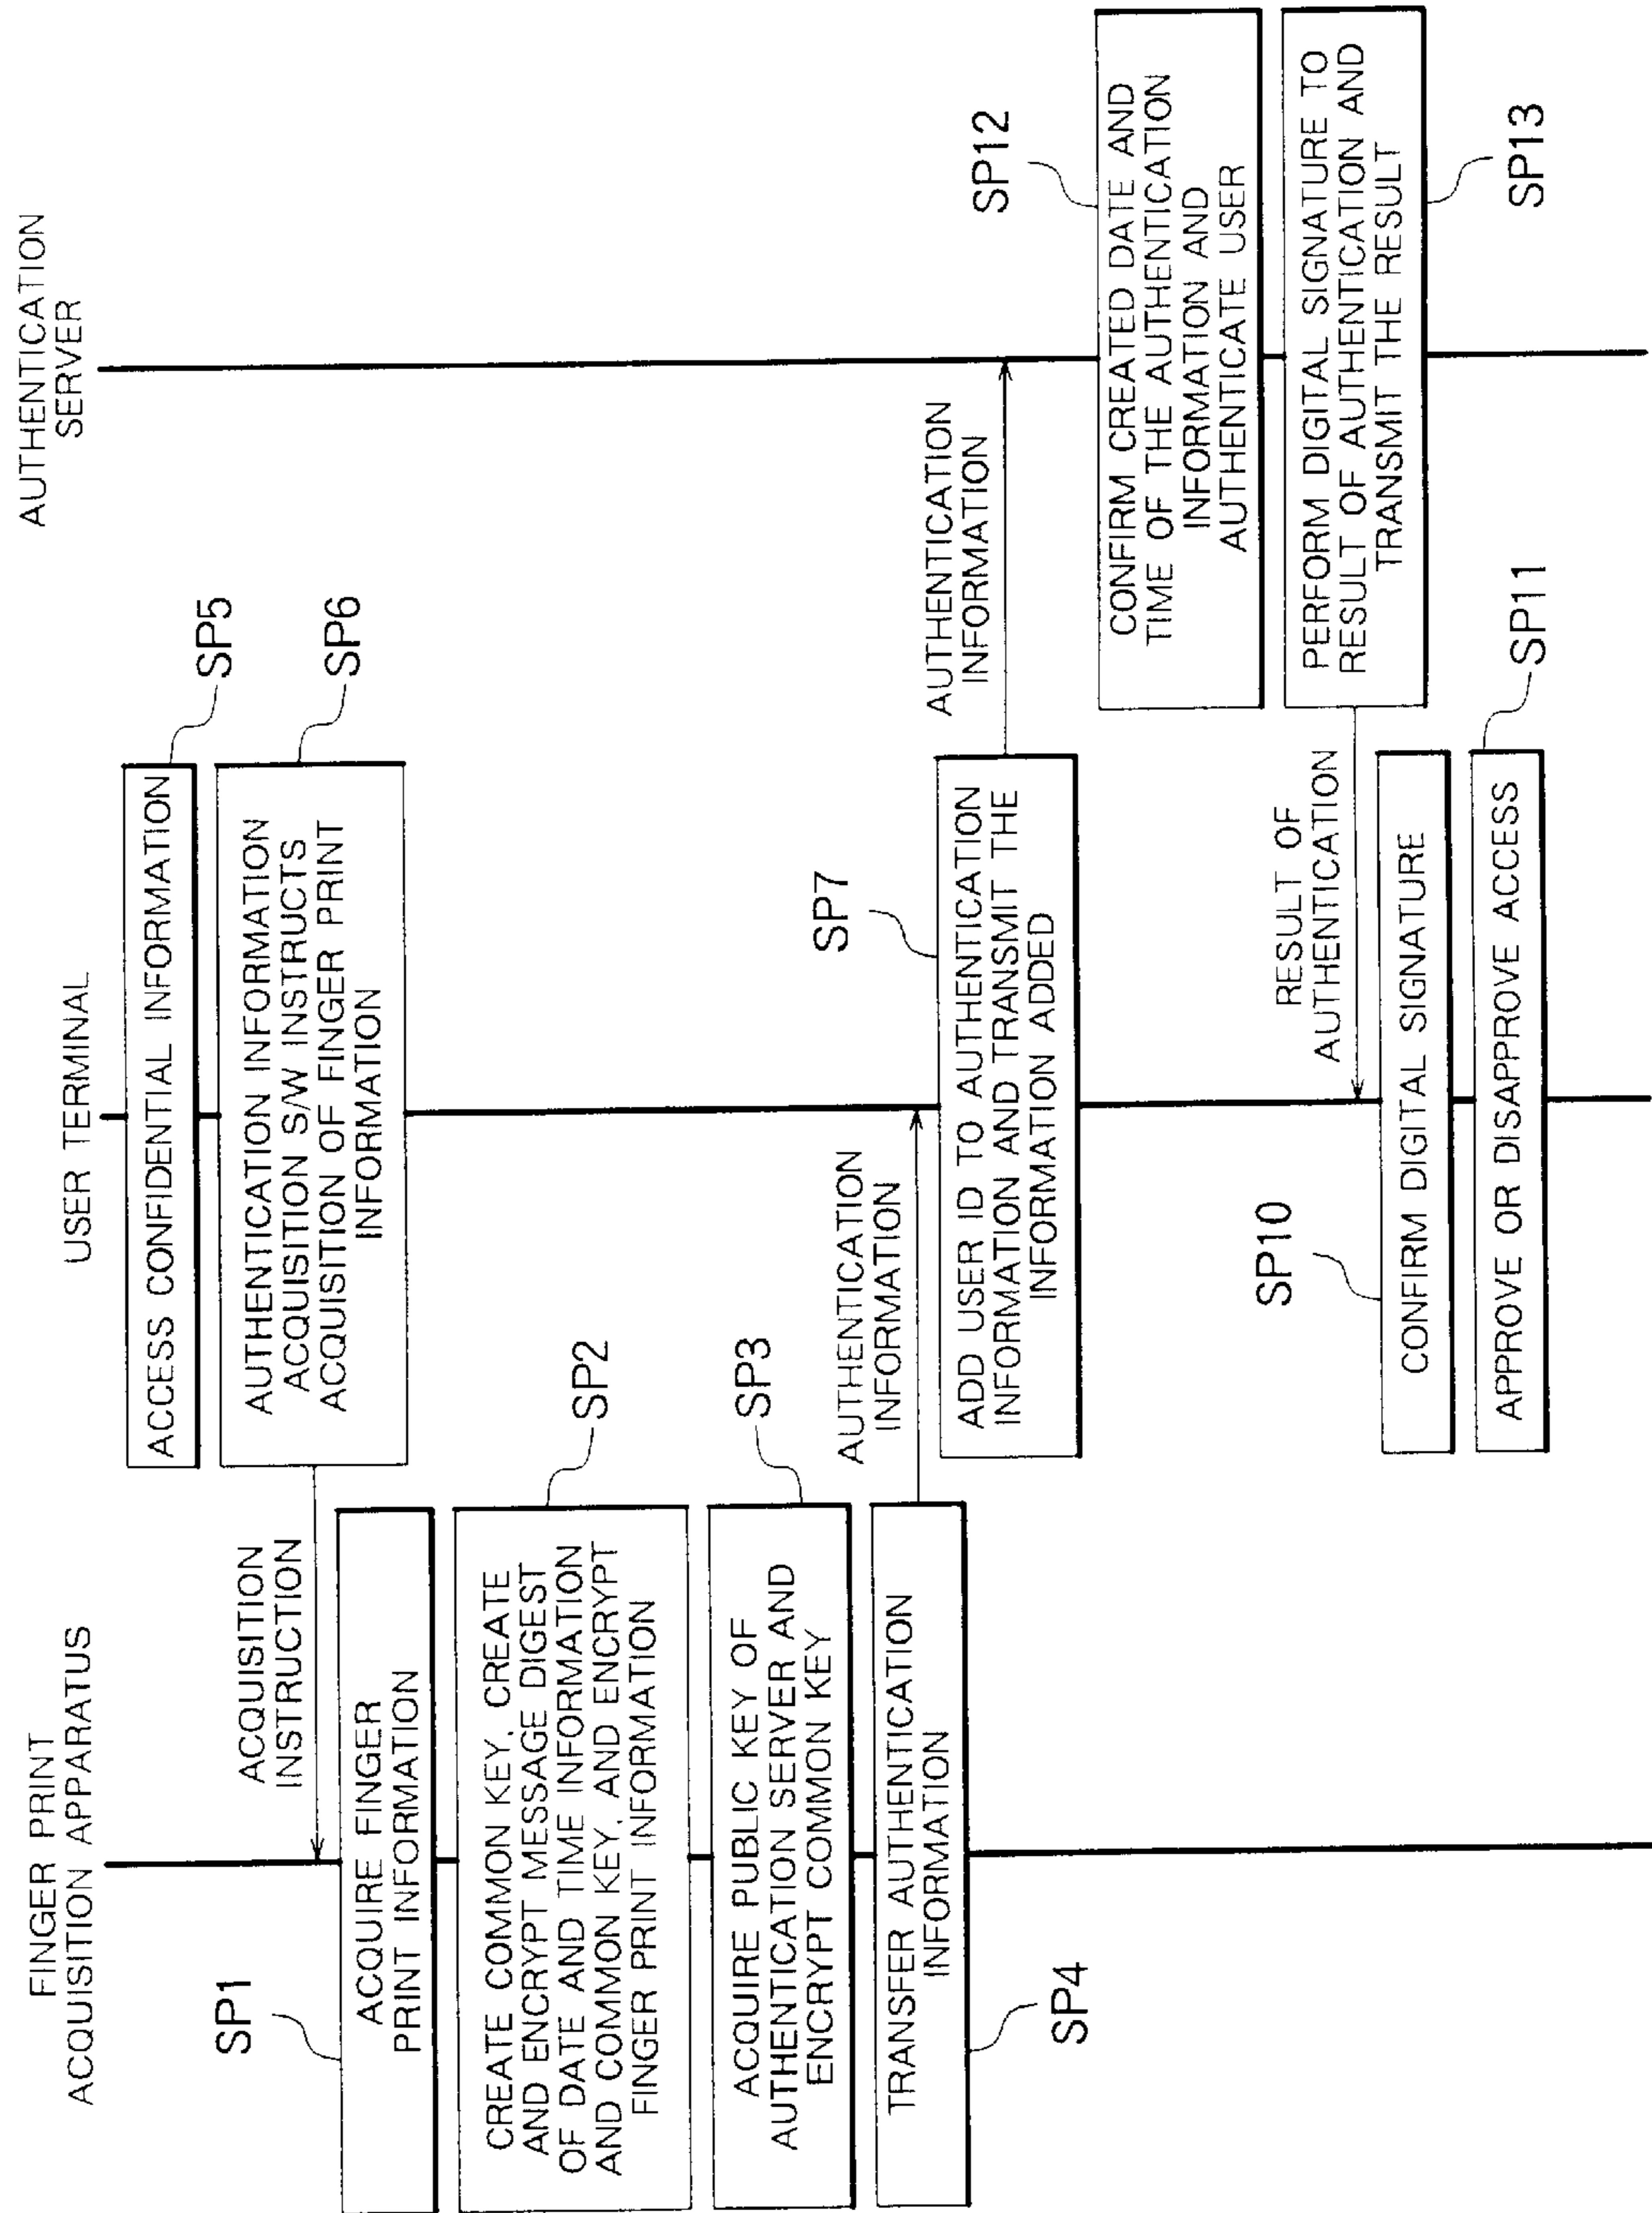 FINGER PRINT
ACQUISITION APPARATUS
USER TERMINAL
AUTHENTICATION
SERVER
ACCESS CONFIDENTIAL INFORMATION
SP5
AUTHENTICATION INFORMATION
ACQUISITION S/W INSTRUCTS
ACQUISITION OF FINGER PRINT
INFORMATION
SP6
ACQUISITION
INSTRUCTION
SP1
ACQUIRE FINGER
PRINT INFORMATION
CREATE COMMON KEY, CREATE
AND ENCRYPT MESSAGE DIGEST
OF DATE AND TIME INFORMATION
AND COMMON KEY, AND ENCRYPT
FINGER PRINT INFORMATION
SP2
ACQUIRE PUBLIC KEY OF
AUTHENTICATION SERVER AND
ENCRYPT COMMON KEY
SP3
TRANSFER AUTHENTICATION
INFORMATION
SP4
AUTHENTICATION
INFORMATION
SP7
ADD USER ID TO AUTHENTICATION
INFORMATION AND TRANSMIT THE
INFORMATION ADDED
AUTHENTICATION
INFORMATION
SP12
CONFIRM CREATED DATE AND
TIME OF THE AUTHENTICATION
INFORMATION AND
AUTHENTICATE USER
PERFORM DIGITAL SIGNATURE TO
RESULT OF AUTHENTICATION AND
TRANSMIT THE RESULT
SP13
RESULT OF
AUTHENTICATION
SP10
CONFIRM DIGITAL SIGNATURE
APPROVE OR DISAPPROVE ACCESS
SP11